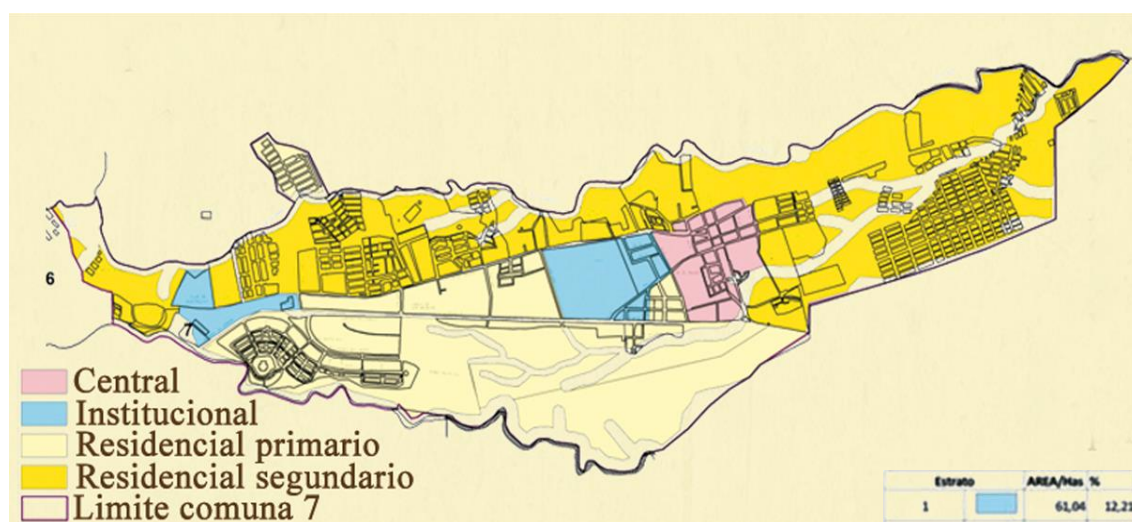 6
Central
Institucional
Residencial primario
Residencial segundario
Limite comuna 7
Estrato AREA/Has %
1 61,04 12,21